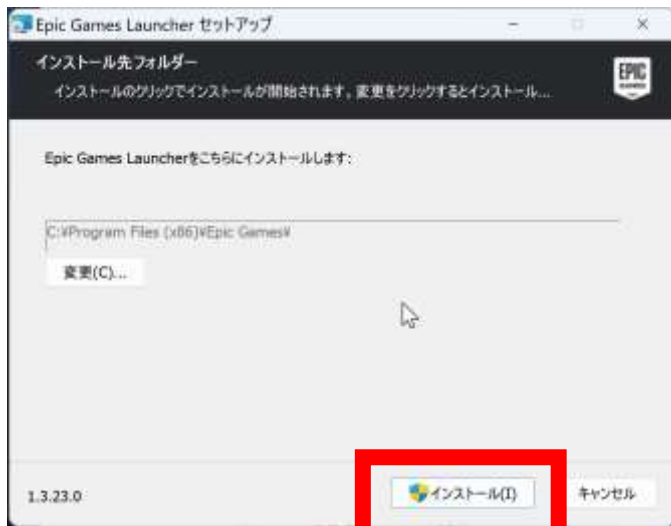 Epic Games Launcher セットアップ
インストール先フォルダー
インストールのクリックでインストールが開始されます。変更をクリックするとインストール...
EPIC
Epic Games Launcherをこちらにインストールします:
C:¥Program Files (x86)¥Epic Games¥
変更(C)...
1.3.23.0
インストール(I)
キャンセル